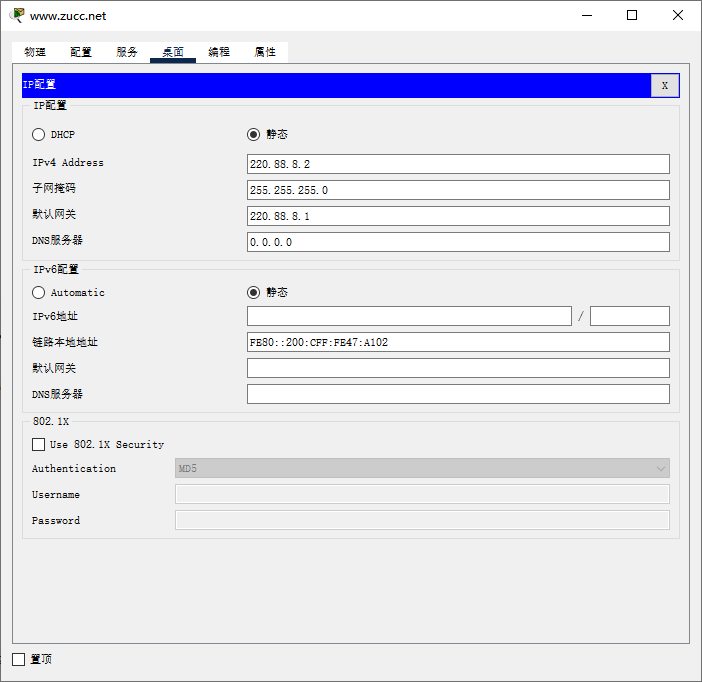 www.zucc.net
物理 配置 服务 桌面 编程 属性
IP配置 X
IP配置
DHCP 静态
IPv4 Address 220.88.8.2
子网掩码 255.255.255.0
默认网关 220.88.8.1
DNS服务器 0.0.0.0
IPv6配置
Automatic 静态
IPv6地址 /
链路本地地址 FE80::200:CFF:FE47:A102
默认网关
DNS服务器
802.1X
Use 802.1X Security
Authentication MD5
Username
Password
置顶